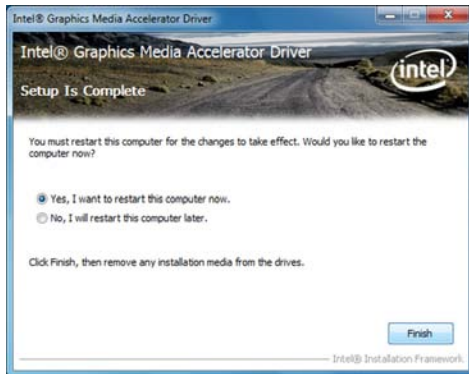 Intel® Graphics Media Accelerator Driver
Intel® Graphics Media Accelerator Driver
intel
Setup Is Complete
You must restart this computer for the changes to take effect. Would you like to restart the
computer now?
Yes, I want to restart this computer now.
No, I will restart this computer later.
Click Finish, then remove any installation media from the drives.
Finish
Intel® Installation Framework